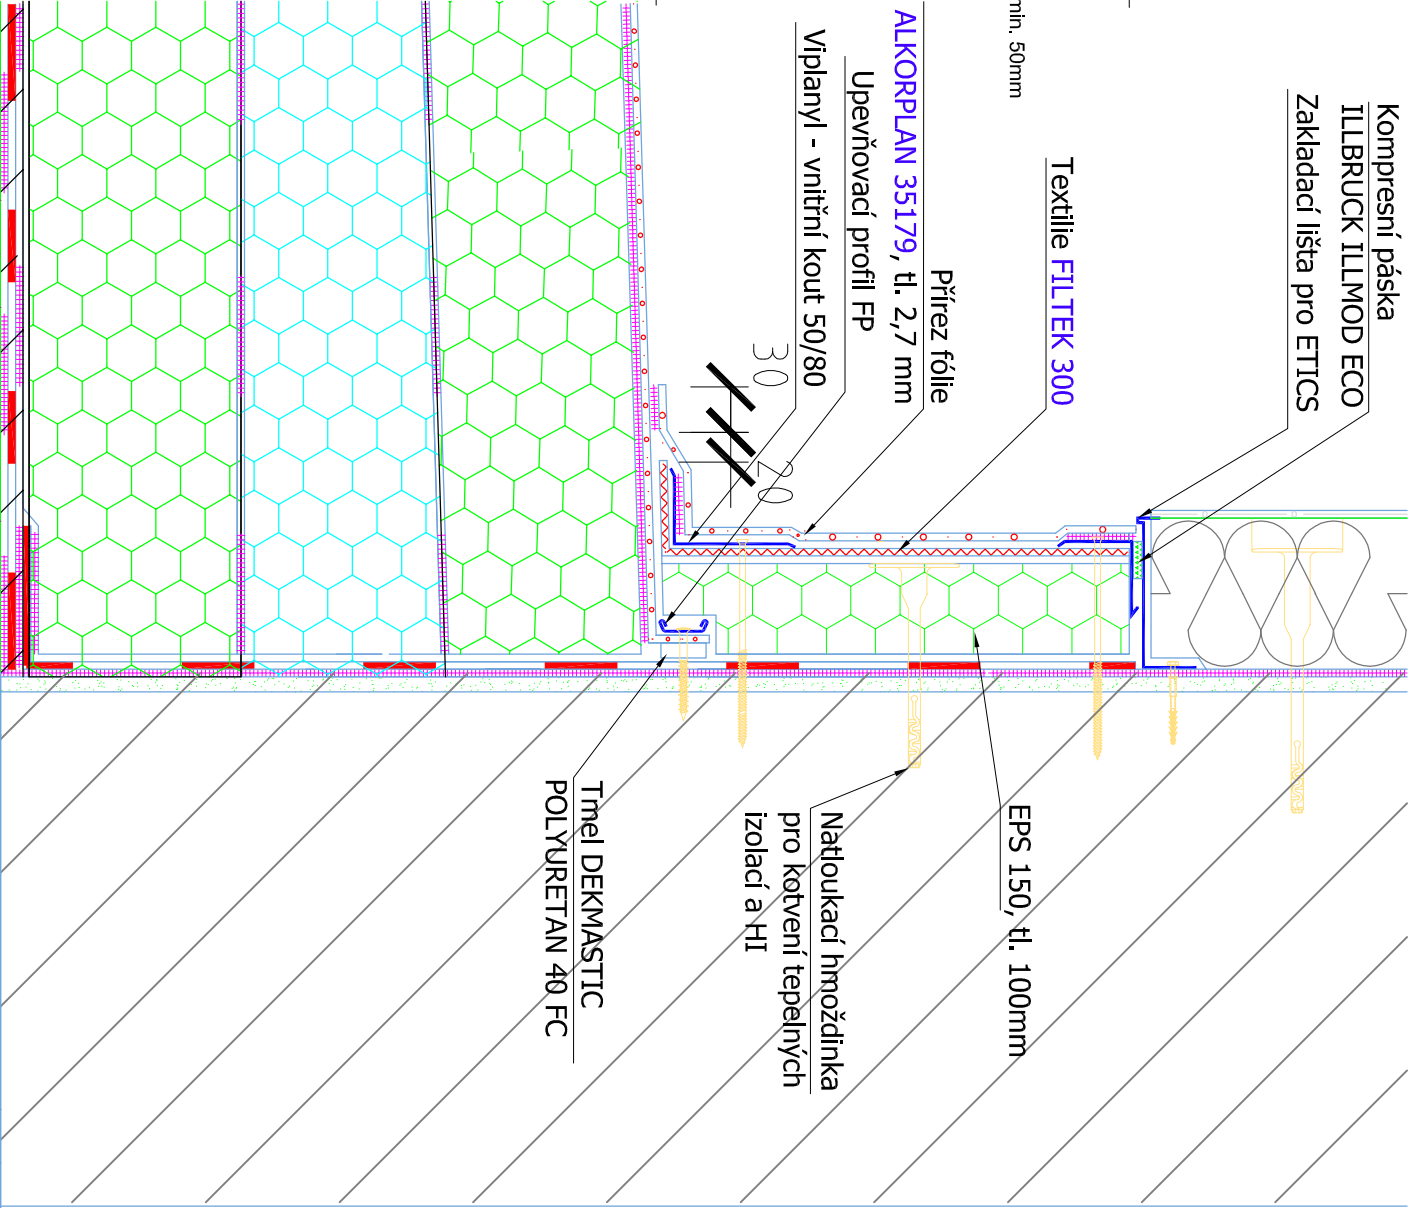 Kompresní páska
ILLBRUCK ILLMOD ECO
Zakladací lišta pro ETICS
Textilie FILTEK 300
min. 50mm
Přířez fólie
ALKORPLAN 35179, tl. 2,7 mm
Upevňovací profil FP
Viplanyl - vnitřní kout 50/80
30
20
EPS 150, tl. 100mm
Natloukací hmoždinka
pro kotvení tepelných
izolací a HI
Tmel DEKMASTIC
POLYURETAN 40 FC